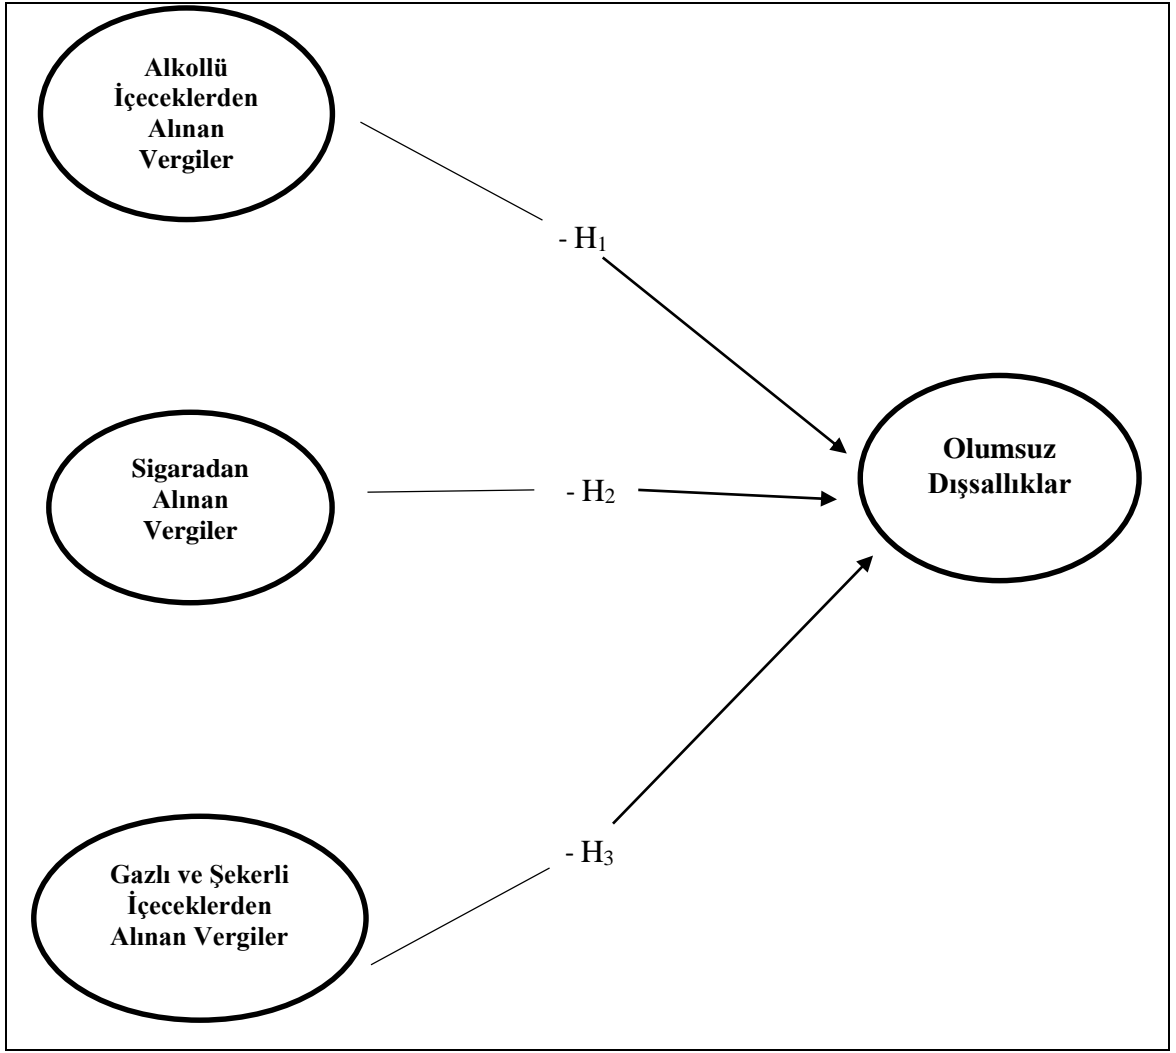 Alkollü
İçeceklerden
Alınan
Vergiler
- H₁
Sigaradan
Alınan
Vergiler
- H₂
Olumsuz
Dışsallıklar
- H₃
Gazlı ve Şekerli
İçeceklerden
Alınan Vergiler